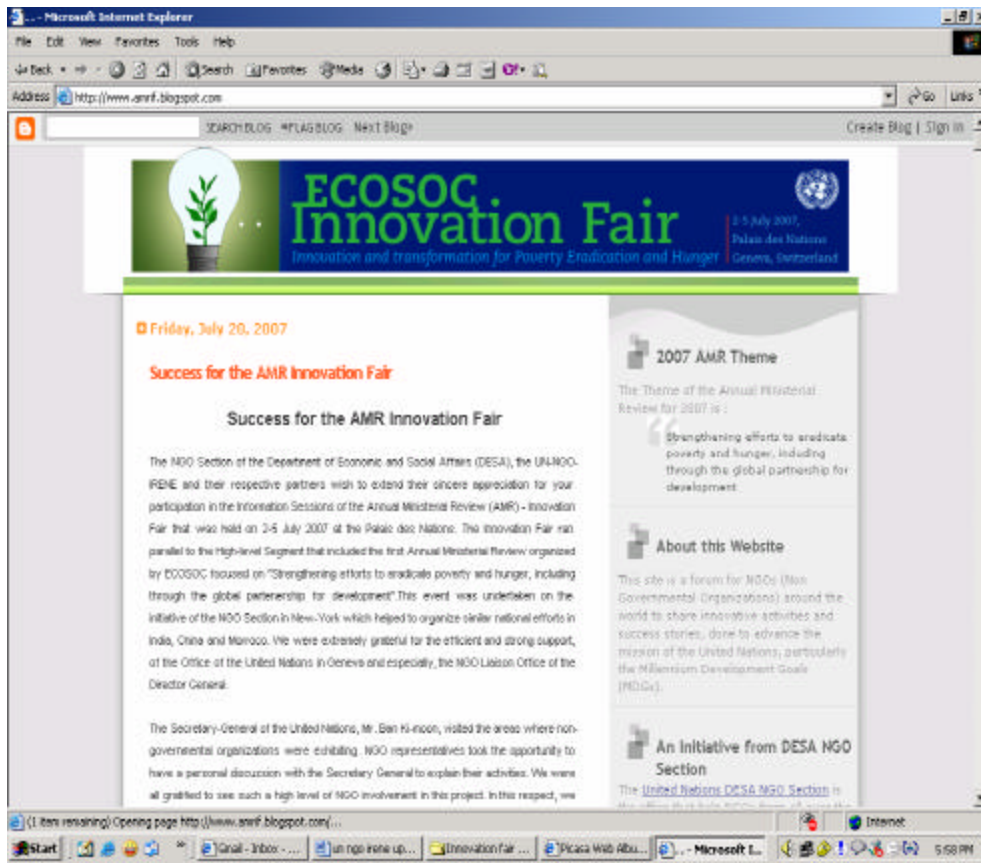 ... - Microsoft Internet Explorer
File Edit View Favorites Tools Help
Back Search Favorites Media
Address http://www.amrif.blogspot.com Go Links
SEARCH BLOG FLAG BLOG Next Blog» Create Blog | Sign In
ECOSOC
Innovation Fair
Innovation and transformation for Poverty Eradication and Hunger
2-5 July 2007,
Palais des Nations
Geneva, Switzerland
Friday, July 20, 2007
Success for the AMR Innovation Fair
Success for the AMR Innovation Fair
The NGO Section of the Department of Economic and Social Affairs (DESA), the UN-NGO-
IRENE and their respective partners wish to extend their sincere appreciation for your
participation in the Information Sessions of the Annual Ministerial Review (AMR) - Innovation
Fair that was held on 2-5 July 2007 at the Palais des Nations. The Innovation Fair ran
parallel to the High-level Segment that included the first Annual Ministerial Review organized
by ECOSOC focused on "Strengthening efforts to eradicate poverty and hunger, including
through the global partenership for development".This event was undertaken on the
initiative of the NGO Section in New-York which helped to organize similar national efforts in
India, China and Morroco. We were extremely grateful for the efficient and strong support,
of the Office of the United Nations in Geneva and especially, the NGO Liaison Office of the
Director General.
The Secretary-General of the United Nations, Mr. Ban Ki-moon, visited the areas where non-
governmental organizations were exhibiting. NGO representatives took the opportunity to
have a personal discussion with the Secretary General to explain their activities. We were
all gratified to see such a high level of NGO involvement in this project. In this respect, we
2007 AMR Theme
The Theme of the Annual Ministerial
Review for 2007 is :
Strengthening efforts to eradicate
poverty and hunger, including
through the global partnership for
development
About this Website
This site is a forum for NGOs (Non
Governmental Organizations) around the
world to share innovative activities and
success stories, done to advance the
mission of the United Nations, particularly
the Millennium Development Goals
(MDGs).
An Initiative from DESA NGO
Section
The United Nations DESA NGO Section is
(1 item remaining) Opening page http://www.amrif.blogspot.com/... Internet
Start Gmail - Inbox - ... un ngo irene up... Innovation fair ... Picasa Web Albu... ... - Microsoft I... 5:58 PM